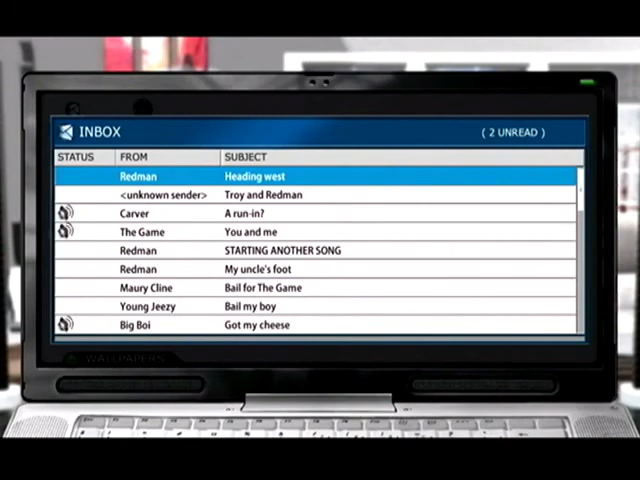 INBOX ( 2 UNREAD )
STATUS FROM SUBJECT
Redman Heading west
<unknown sender> Troy and Redman
Carver A run-in?
The Game You and me
Redman STARTING ANOTHER SONG
Redman My uncle's foot
Maury Cline Bail for The Game
Young Jeezy Bail my boy
Big Boi Got my cheese
WALLPAPERS